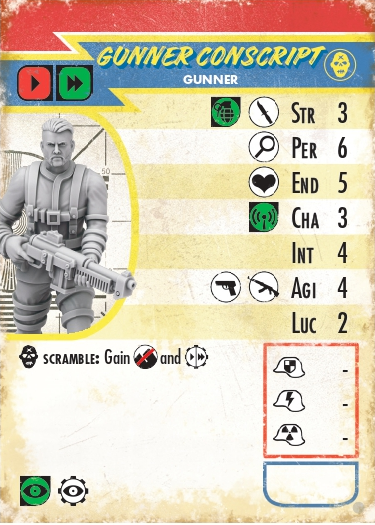 GUNNER CONSCRIPT
GUNNER
STR 3
PER 6
END 5
CHA 3
INT 4
AGI 4
LUC 2
50
SCRAMBLE: Gain and
-
-
-